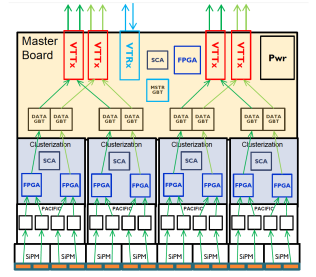 Master
Board
VTTx
VTTx
VTRx
VTTx
VTTx
SCA
FPGA
Pwr
MSTR
GBT
DATA
GBT
DATA
GBT
DATA
GBT
DATA
GBT
DATA
GBT
DATA
GBT
DATA
GBT
DATA
GBT
Clusterization
Clusterization
Clusterization
Clusterization
SCA
SCA
SCA
SCA
FPGA
FPGA
FPGA
FPGA
FPGA
FPGA
FPGA
FPGA
PACIFIC
PACIFIC
PACIFIC
PACIFIC
SiPM
SiPM
SiPM
SiPM
SiPM
SiPM
SiPM
SiPM